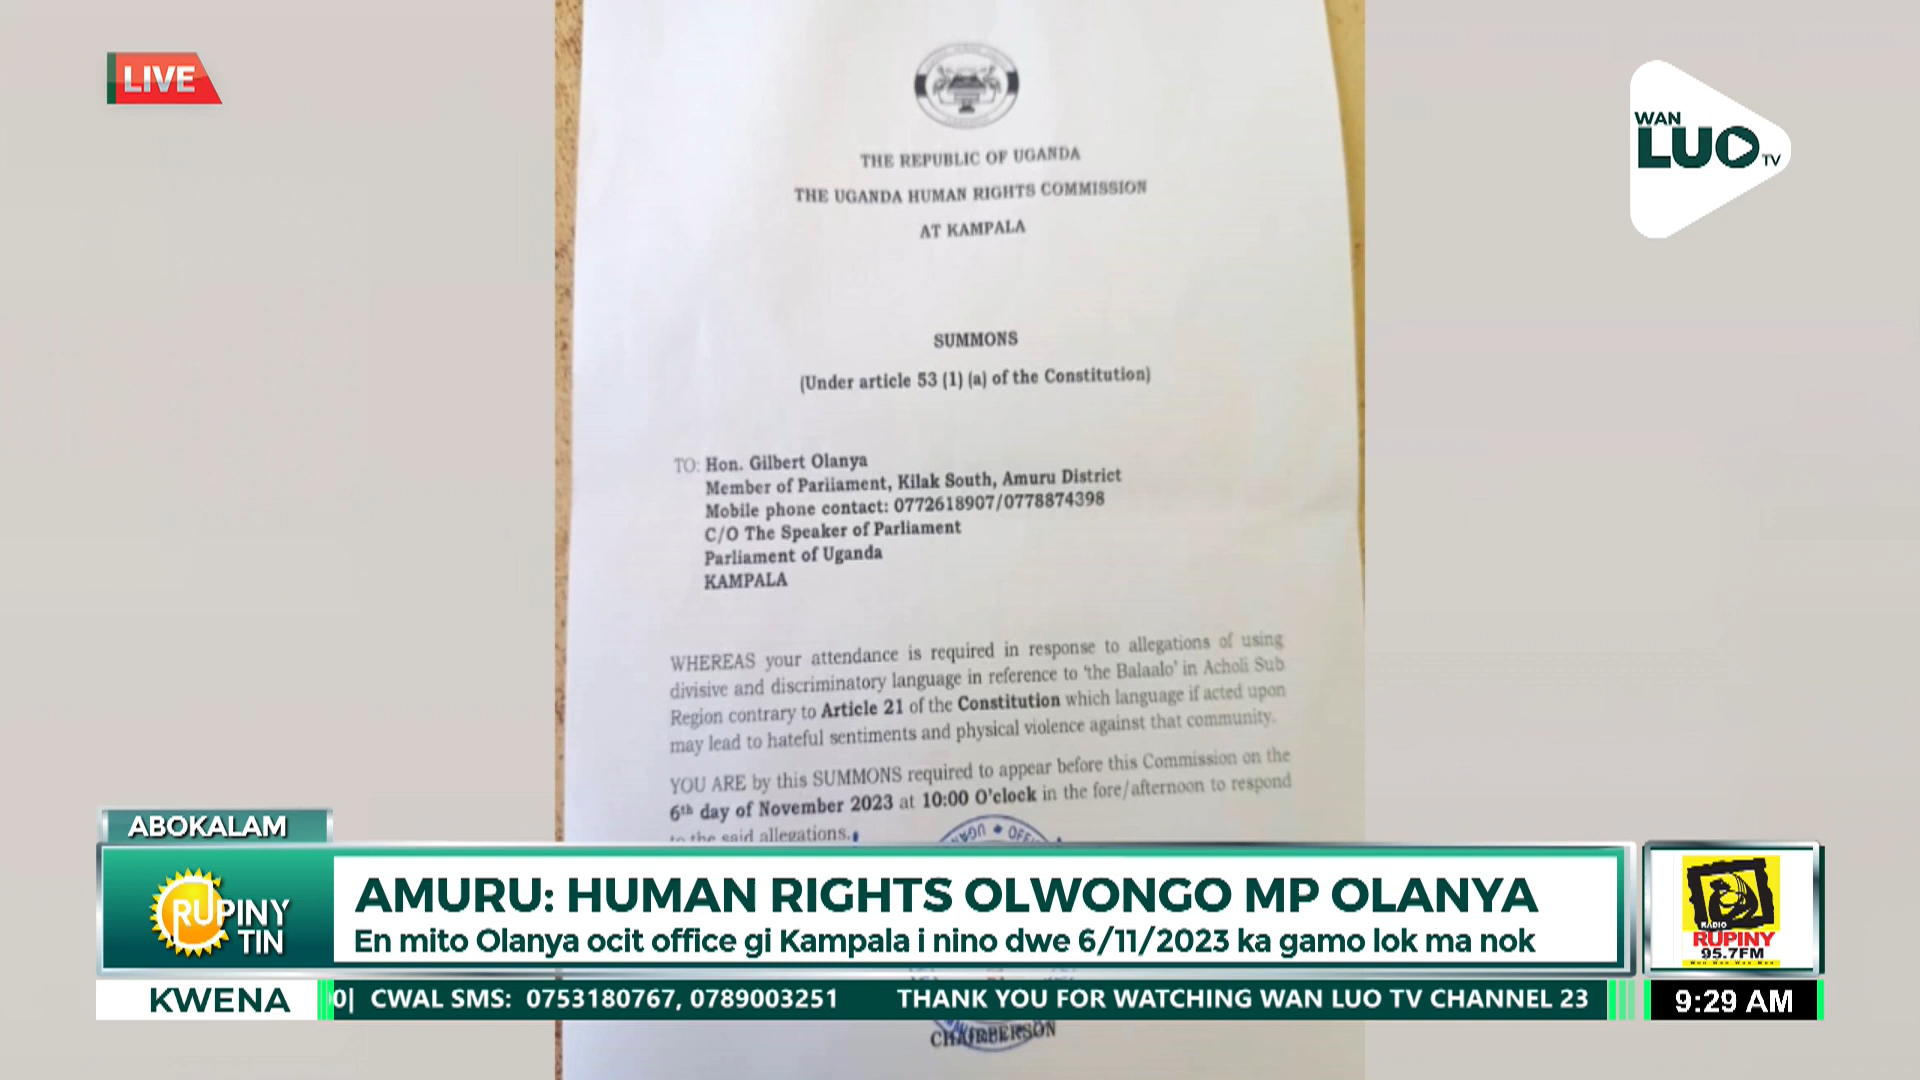 LIVE
WAN
LUO TV
THE REPUBLIC OF UGANDA
THE UGANDA HUMAN RIGHTS COMMISSION
AT KAMPALA
SUMMONS
(Under article 53 (1) (a) of the Constitution)
TO: Hon. Gilbert Olanya
Member of Parliament, Kilak South, Amuru District
Mobile phone contact: 0772618907/0778874398
C/O The Speaker of Parliament
Parliament of Uganda
KAMPALA
WHEREAS your attendance is required in response to allegations of using
divisive and discriminatory language in reference to 'the Balaalo' in Acholi Sub
Region contrary to Article 21 of the Constitution which language if acted upon
may lead to hateful sentiments and physical violence against that community.
YOU ARE by this SUMMONS required to appear before this Commission on the
6th day of November 2023 at 10:00 O'clock in the fore/afternoon to respond
to the said allegations.
ABOKALAM
RUPINY
TIN
AMURU: HUMAN RIGHTS OLWONGO MP OLANYA
En mito Olanya ocit office gi Kampala i nino dwe 6/11/2023 ka gamo lok ma nok
RADIO
RUPINY
95.7FM
KWENA
0| CWAL SMS: 0753180767, 0789003251 THANK YOU FOR WATCHING WAN LUO TV CHANNEL 23
9:29 AM
CHAIRPERSON